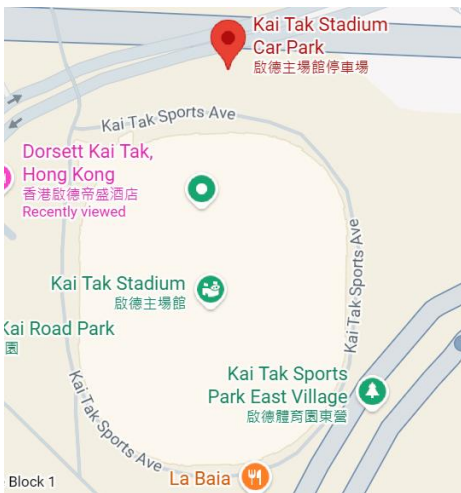 Kai Tak Stadium
Car Park
啟德主場館停車場
Kai Tak Sports Ave
Dorsett Kai Tak,
Hong Kong
香港啟德帝盛酒店
Recently viewed
Kai Tak Sports Ave
Kai Tak Stadium
啟德主場館
Kai Road Park
園
Kai Tak Sports
Park East Village
啟德體育園東營
Kai Tak Sports Ave
La Baia
Block 1